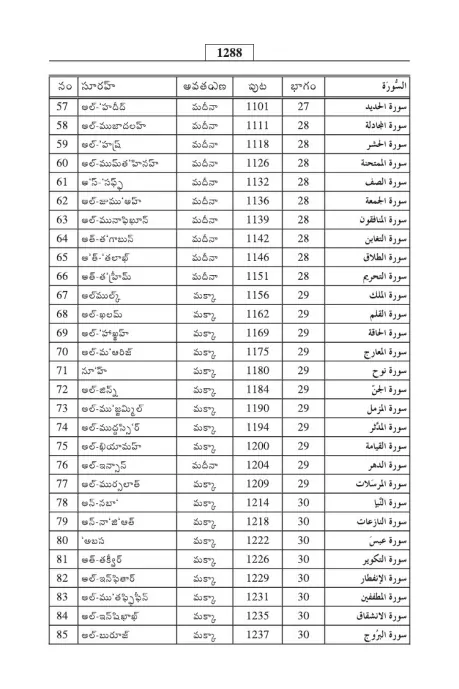 1288
నం సూరహ్ అవతరణ పుట భాగం السُّورَة
57 అల్-'హదీద్ మదీనా 1101 27 سورة الحديد
58 అల్-ముజాదలహ్ మదీనా 1111 28 سورة المجادلة
59 అల్-'హష్ర్ మదీనా 1118 28 سورة الحشر
60 అల్-ముమ్త'హినహ్ మదీనా 1126 28 سورة الممتحنة
61 అ'స్-'సఫ్ఫ్ మదీనా 1132 28 سورة الصف
62 అల్-జుము'అహ్ మదీనా 1136 28 سورة الجمعة
63 అల్-మునాఫిఖూన్ మదీనా 1139 28 سورة المنافقون
64 అత్-త'గాబున్ మదీనా 1142 28 سورة التغابن
65 అ'త్-'తలాఖ్ మదీనా 1146 28 سورة الطلاق
66 అత్-త'హ్రీమ్ మదీనా 1151 28 سورة التحريم
67 అల్ముల్క్ మక్కా 1156 29 سورة الملك
68 అల్-ఖలమ్ మక్కా 1162 29 سورة القلم
69 అల్-'హాఖ్ఖహ్ మక్కా 1169 29 سورة الحاقة
70 అల్-మ'ఆరిజ్ మక్కా 1175 29 سورة المعارج
71 నూ'హ్ మక్కా 1180 29 سورة نوح
72 అల్-జిన్న్ మక్కా 1184 29 سورة الجنّ
73 అల్-ము'జ్జమ్మిల్ మక్కా 1190 29 سورة المزمل
74 అల్-ముద్దస్సి'ర్ మక్కా 1194 29 سورة المدّثر
75 అల్-ఖియామహ్ మక్కా 1200 29 سورة القيامة
76 అల్-ఇన్సాన్ మదీనా 1204 29 سورة الدهر
77 అల్-ముర్సలాత్ మక్కా 1209 29 سورة المرسَلات
78 అన్-నబా' మక్కా 1214 30 سورة النَّبا
79 అన్-నా'జి'ఆత్ మక్కా 1218 30 سورة النازعات
80 'అబస మక్కా 1222 30 سورة عبسَ
81 అత్-తక్వీర్ మక్కా 1226 30 سورة التكوير
82 అల్-ఇన్ఫి'తార్ మక్కా 1229 30 سورة الإنفطار
83 అల్-ము'తఫ్ఫిఫీన్ మక్కా 1231 30 سورة المطففين
84 అల్-ఇన్షిఖాఖ్ మక్కా 1235 30 سورة الانشقاق
85 అల్-బురూజ్ మక్కా 1237 30 سورة البرُوج